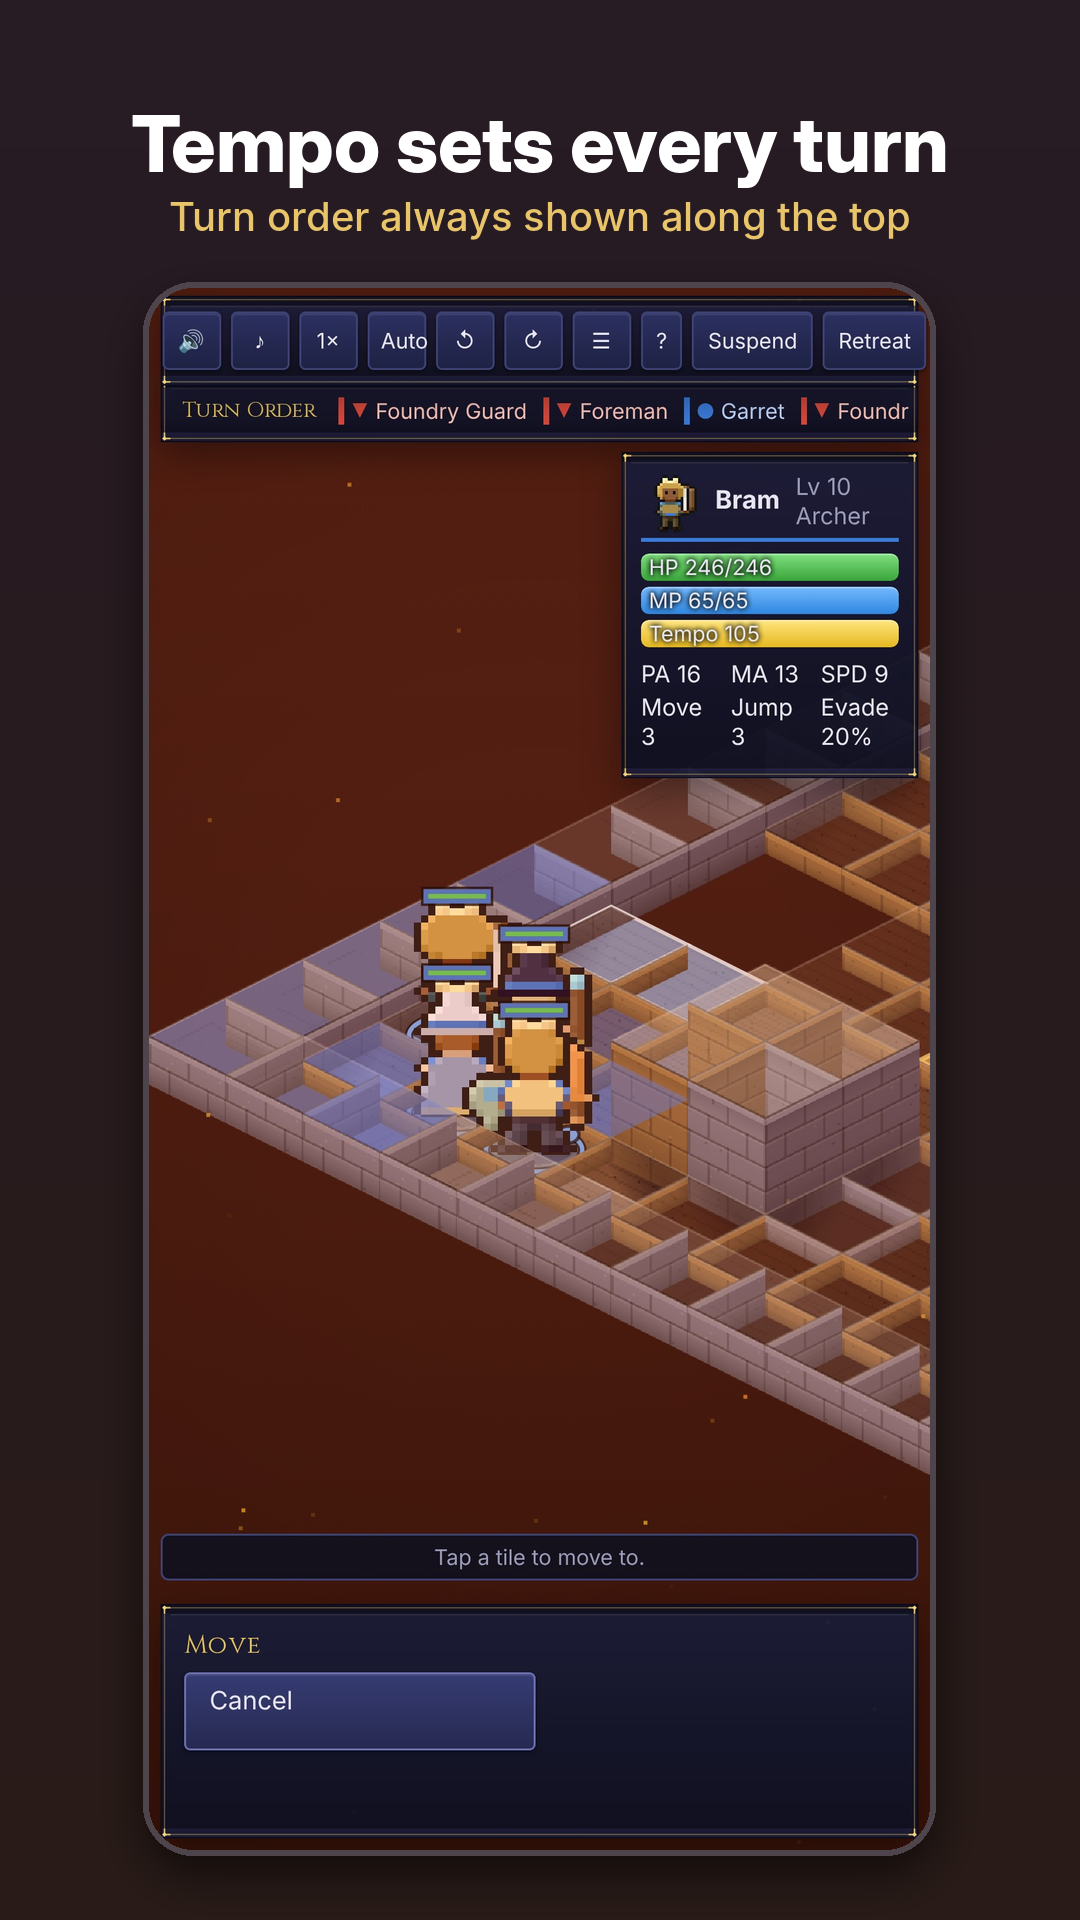 Tempo sets every turn
Turn order always shown along the top
1× Auto ? Suspend Retreat
Turn Order Foundry Guard Foreman Garret Foundr
Bram Lv 10 Archer
HP 246/246
MP 65/65
Tempo 105
PA 16 MA 13 SPD 9
Move 3 Jump 3 Evade 20%
Tap a tile to move to.
Move
Cancel